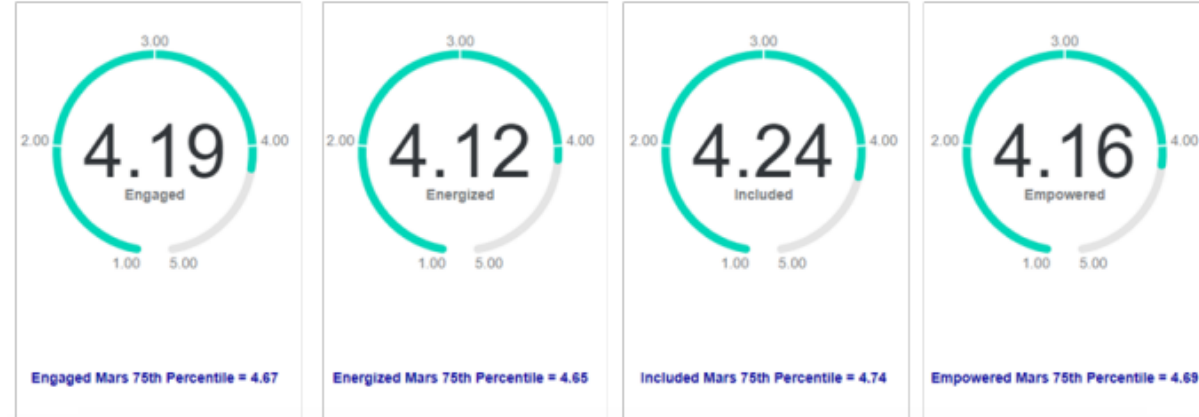 3.00
2.00
4.00
4.19
Engaged
1.00 5.00
Engaged Mars 75th Percentile = 4.67
3.00
2.00
4.00
4.12
Energized
1.00 5.00
Energized Mars 75th Percentile = 4.65
3.00
2.00
4.00
4.24
Included
1.00 5.00
Included Mars 75th Percentile = 4.74
3.00
2.00
4.00
4.16
Empowered
1.00 5.00
Empowered Mars 75th Percentile = 4.69